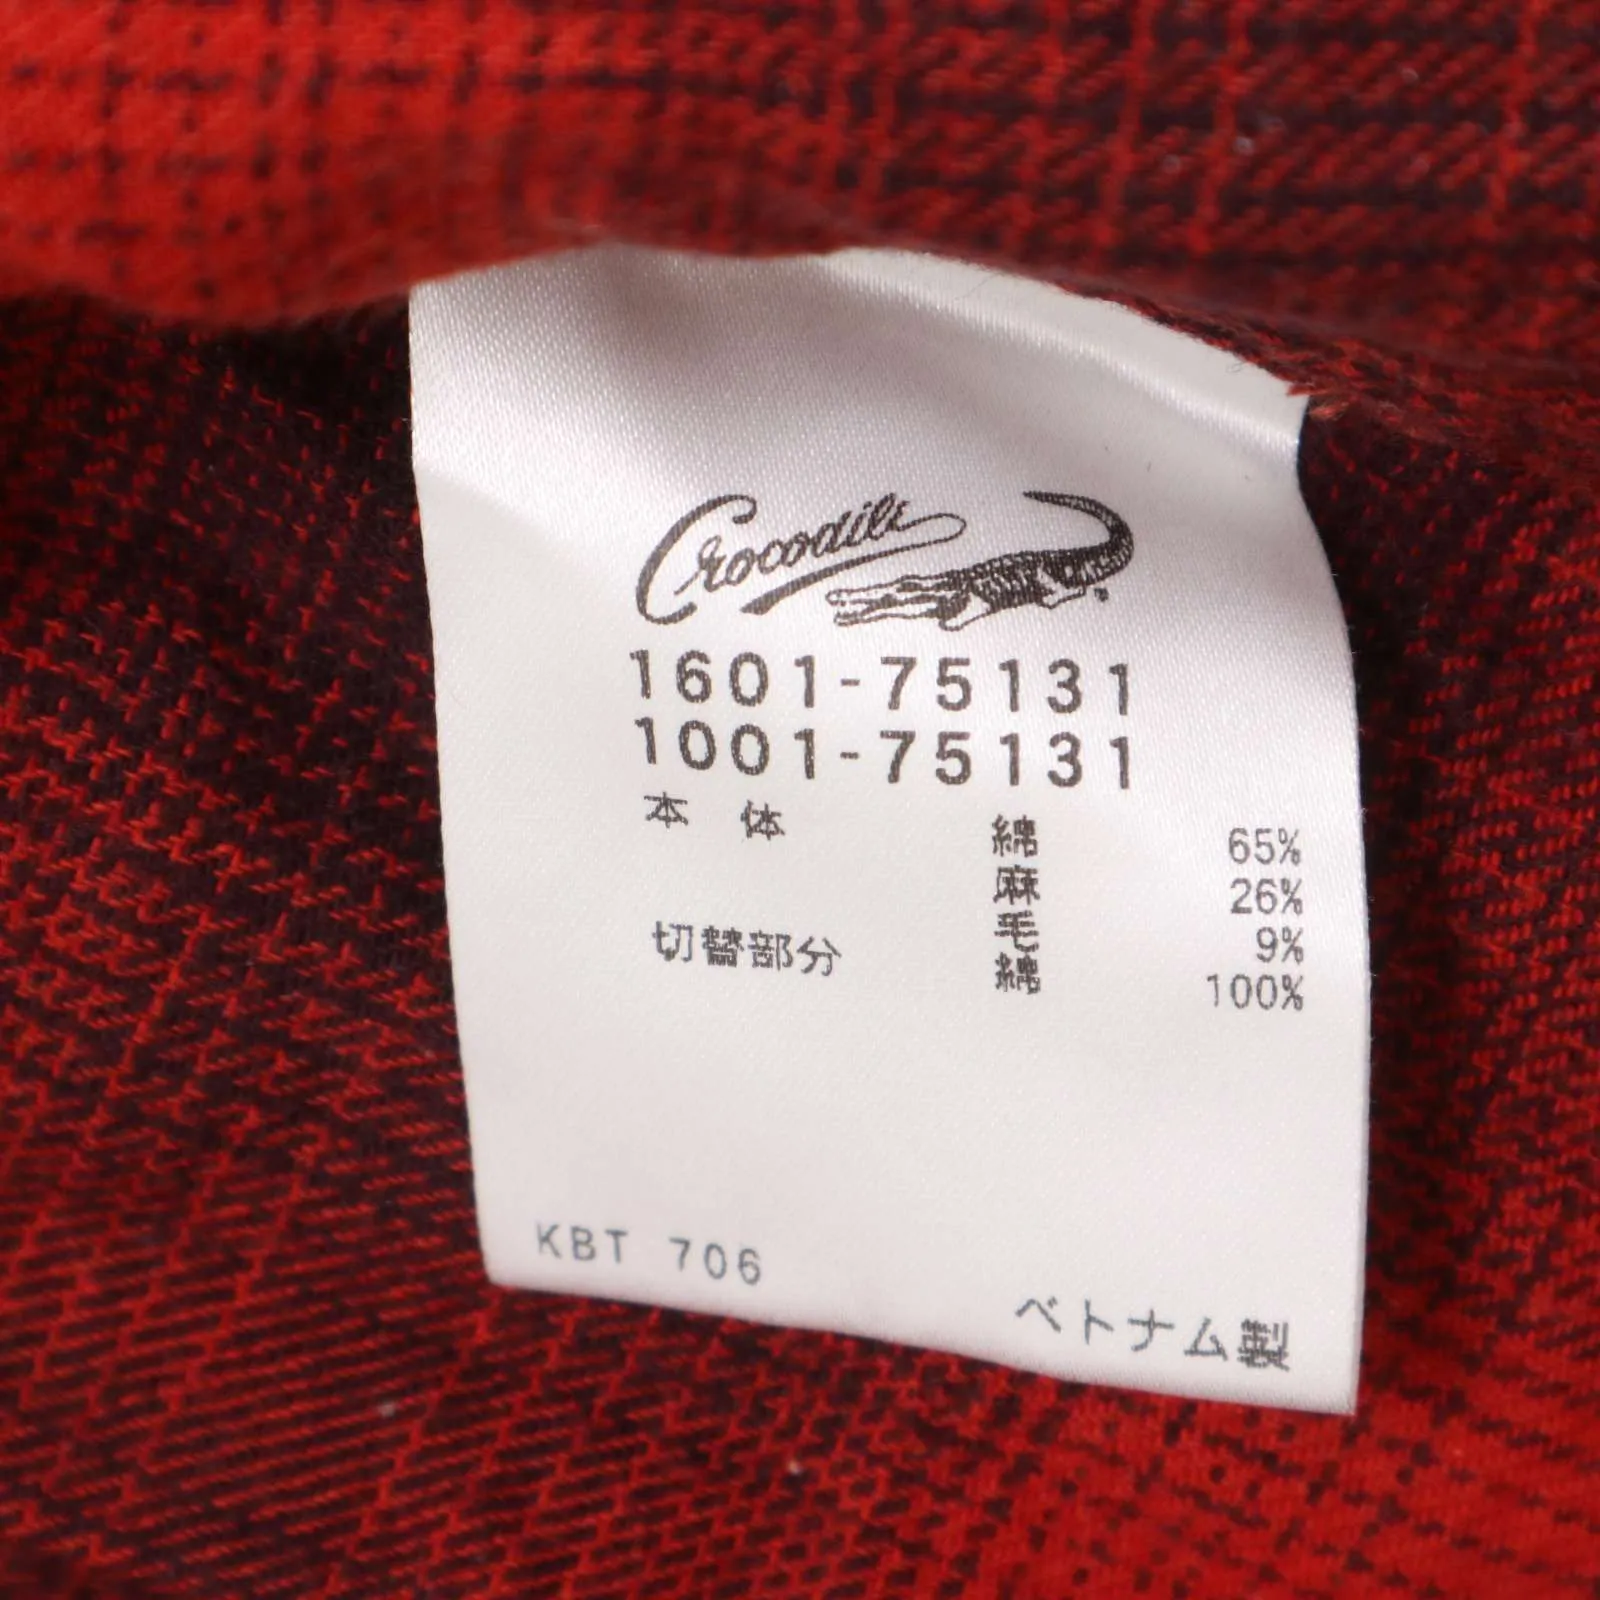 Crocodile
1601-75131
1001-75131
本体 綿 65%
麻 26%
毛 9%
切替部分 綿 100%
KBT 706
ベトナム製